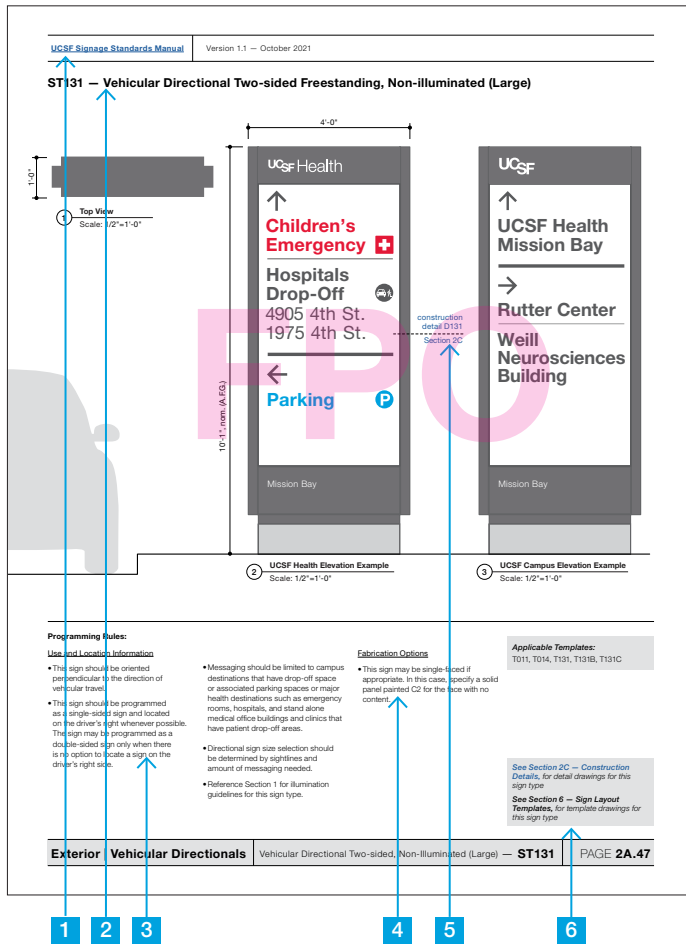 UCSF Signage Standards Manual
Version 1.1 — October 2021
ST131 — Vehicular Directional Two-sided Freestanding, Non-illuminated (Large)
4'-0"
1'-0"
1
Top View
Scale: 1/2"=1'-0"
10'-1", nom. (A.F.G.)
UCSF Health
Children's
Emergency
Hospitals
Drop-Off
4905 4th St.
1975 4th St.
Parking
P
Mission Bay
construction
detail D131
Section 2C
UCSF
UCSF Health
Mission Bay
Rutter Center
Weill
Neurosciences
Building
Mission Bay
FPO
2
UCSF Health Elevation Example
Scale: 1/2"=1'-0"
3
UCSF Campus Elevation Example
Scale: 1/2"=1'-0"
Programming Rules:
Use and Location Information
• This sign should be oriented
perpendicular to the direction of
vehicular travel.
• This sign should be programmed
as a single-sided sign and located
on the driver's right whenever possible.
The sign may be programmed as a
double-sided sign only when there
is no option to locate a sign on the
driver's right side.
• Messaging should be limited to campus
destinations that have drop-off space
or associated parking spaces or major
health destinations such as emergency
rooms, hospitals, and stand alone
medical office buildings and clinics that
have patient drop-off areas.
• Directional sign size selection should
be determined by sightlines and
amount of messaging needed.
• Reference Section 1 for illumination
guidelines for this sign type.
Fabrication Options
• This sign may be single-faced if
appropriate. In this case, specify a solid
panel painted C2 for the face with no
content.
Applicable Templates:
T011, T014, T131, T131B, T131C
See Section 2C — Construction
Details, for detail drawings for this
sign type
See Section 6 — Sign Layout
Templates, for template drawings for
this sign type
Exterior | Vehicular Directionals
Vehicular Directional Two-sided, Non-Illuminated (Large) — ST131
PAGE 2A.47
1
2
3
4
5
6